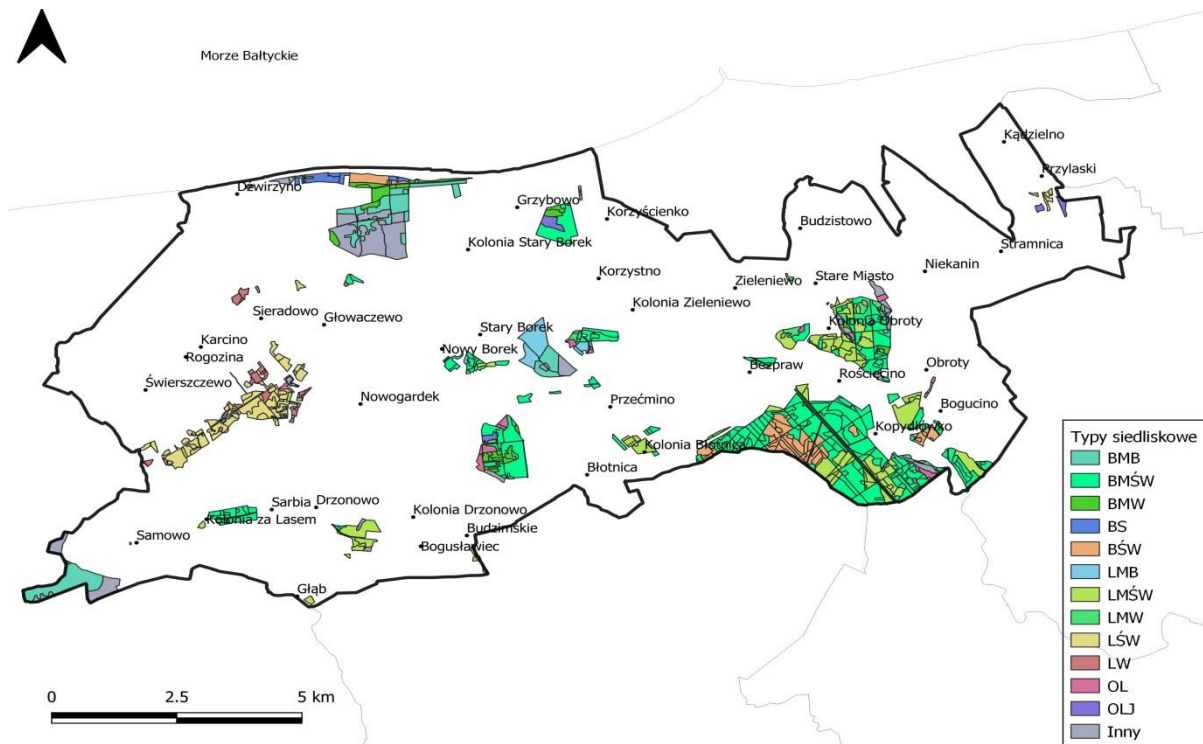 Morze Bałtyckie
Kądzielno
Przylaski
Dźwirzyno
Grzybowo
Korzyścienko
Budzistowo
Kolonia Stary Borek
Stramnica
Niekanin
Korzystno
Zieleniewo
Stare Miasto
Kolonia Zieleniewo
Sieradowo
Głowaczewo
Stary Borek
Kolonia Obroty
Karcino
Nowy Borek
Rogozina
Bezpraw
Obroty
Rościęcino
Świerszczewo
Nowogardek
Przećmino
Bogucino
Kopydłówko
Kolonia Błotnica
Błotnica
Sarbia
Drzonowo
Kolonia za Lasem
Kolonia Drzonowo
Budzimskie
Samowo
Bogusławiec
Głąb
0
2.5
5 km
Typy siedliskowe
BMB
BMŚW
BMW
BS
BŚW
LMB
LMŚW
LMW
LŚW
LW
OL
OLJ
Inny